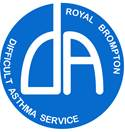 ROYAL BROMPTON
DIFFICULT ASTHMA SERVICE
dA